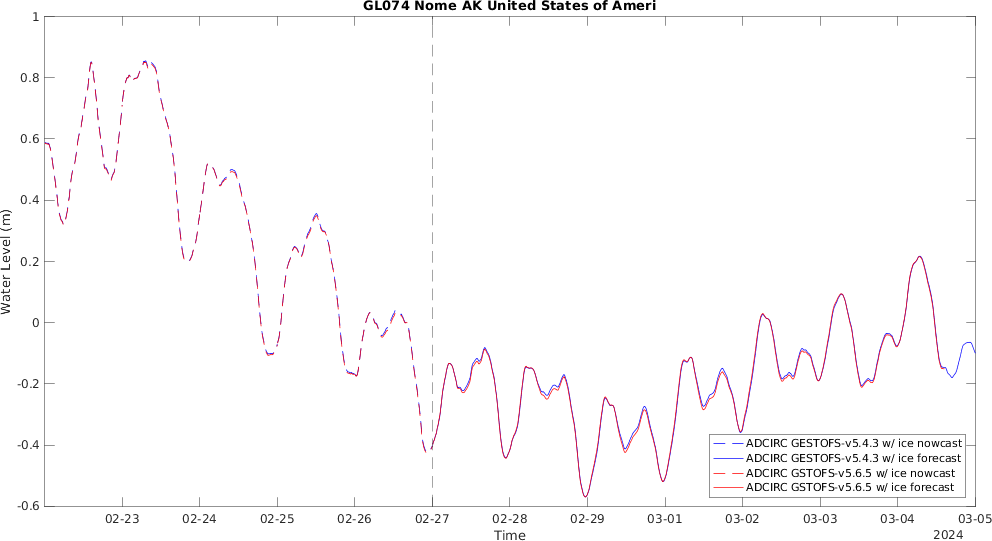 GL074 Nome AK United States of Ameri
Water Level (m)
1
0.8
0.6
0.4
0.2
0
-0.2
-0.4
-0.6
ADCIRC GESTOFS-v5.4.3 w/ ice nowcast
ADCIRC GESTOFS-v5.4.3 w/ ice forecast
ADCIRC GSTOFS-v5.6.5 w/ ice nowcast
ADCIRC GSTOFS-v5.6.5 w/ ice forecast
02-23 02-24 02-25 02-26 02-27 02-28 02-29 03-01 03-02 03-03 03-04 03-05
Time
2024